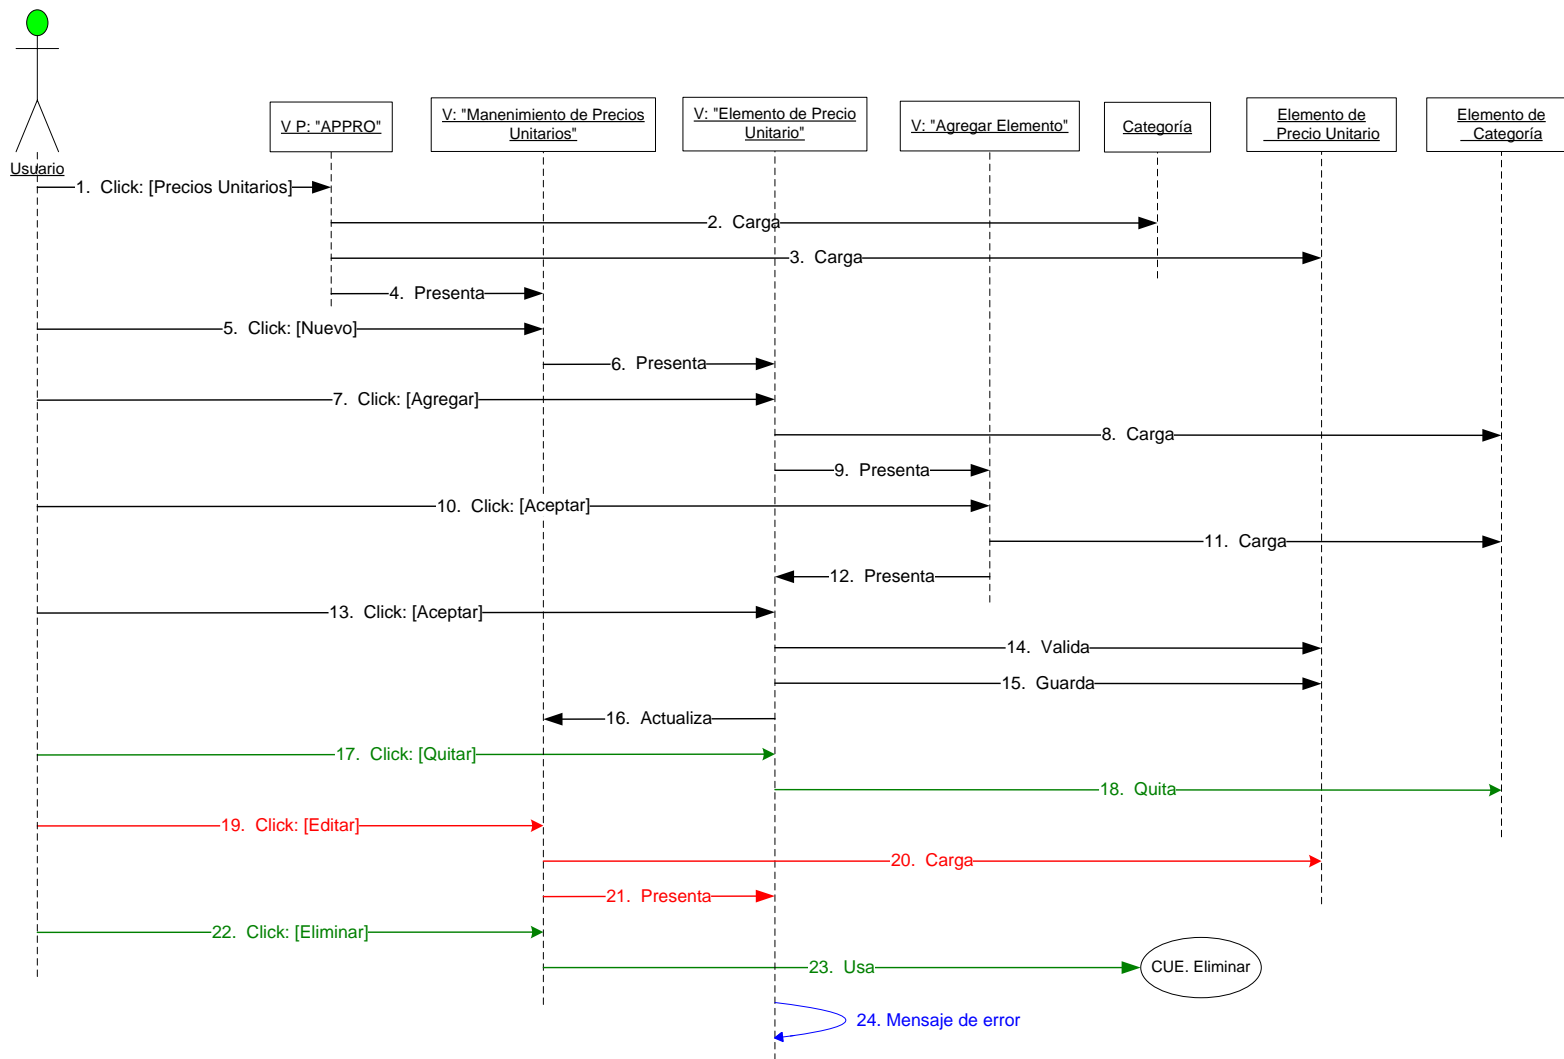 Usuario
V P: "APPRO"
V: "Manenimiento de Precios
Unitarios"
V: "Elemento de Precio
Unitario"
V: "Agregar Elemento"
Categoría
Elemento de
Precio Unitario
Elemento de
Categoría
1. Click: [Precios Unitarios]
2. Carga
3. Carga
4. Presenta
5. Click: [Nuevo]
6. Presenta
7. Click: [Agregar]
8. Carga
9. Presenta
10. Click: [Aceptar]
11. Carga
12. Presenta
13. Click: [Aceptar]
14. Valida
15. Guarda
16. Actualiza
17. Click: [Quitar]
18. Quita
19. Click: [Editar]
20. Carga
21. Presenta
22. Click: [Eliminar]
23. Usa
CUE. Eliminar
24. Mensaje de error